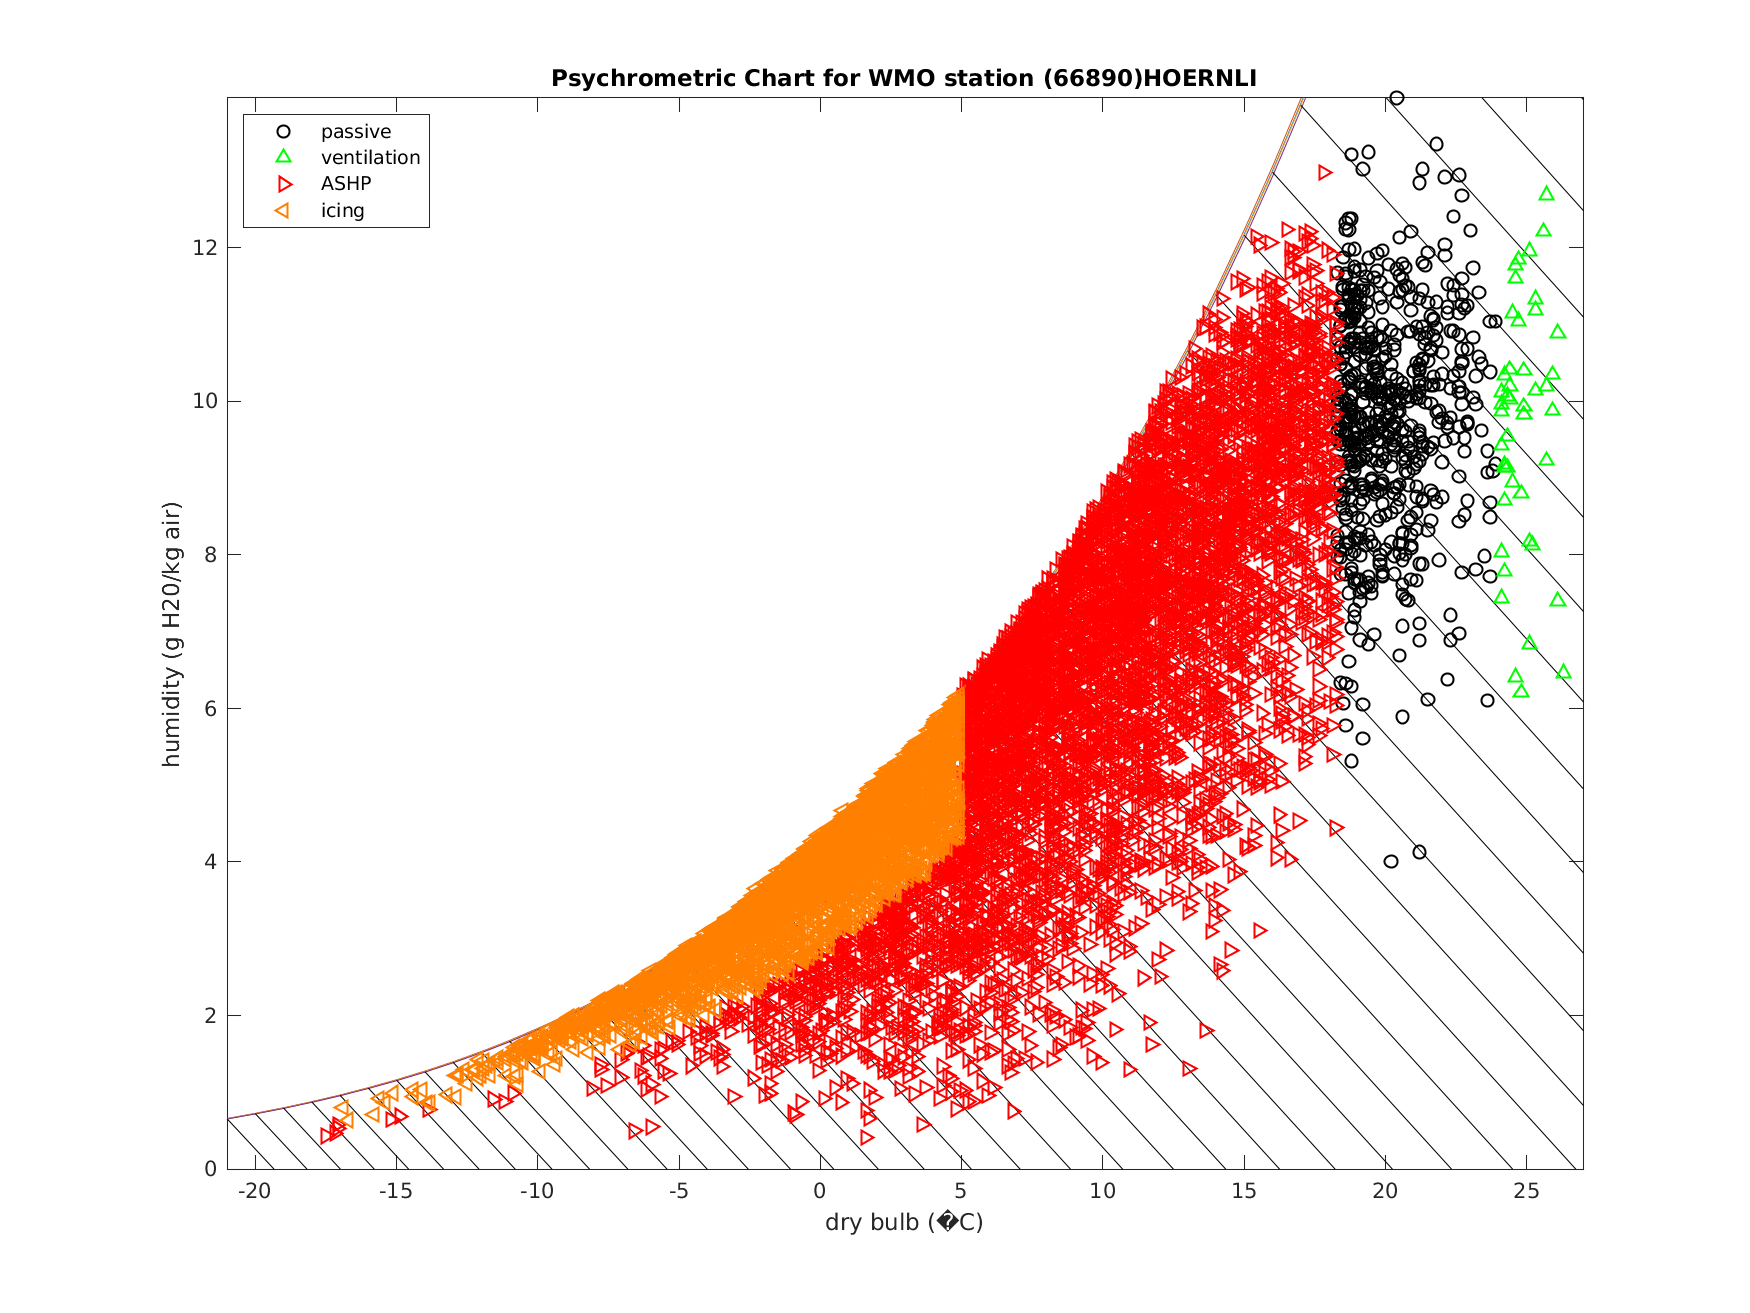 Psychrometric Chart for WMO station (66890)HOERNLI
passive
ventilation
ASHP
icing
humidity (g H20/kg air)
12
10
8
6
4
2
0
-20 -15 -10 -5 0 5 10 15 20 25
dry bulb (�C)